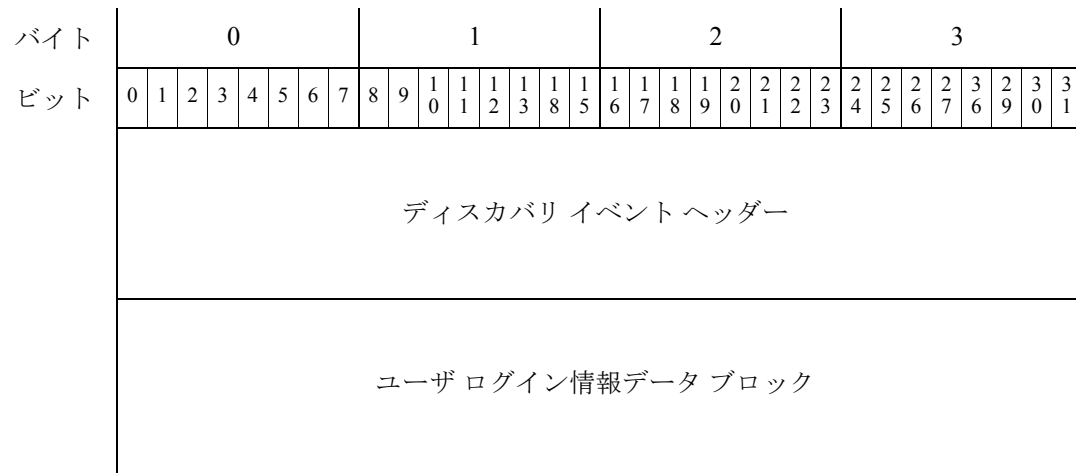 バイト 0 1 2 3
ビット 0 1 2 3 4 5 6 7 8 9 10 11 12 13 18 15 16 17 18 19 20 21 22 23 24 25 26 27 36 29 30 31
ディスカバリ イベント ヘッダー
ユーザ ログイン情報データ ブロック